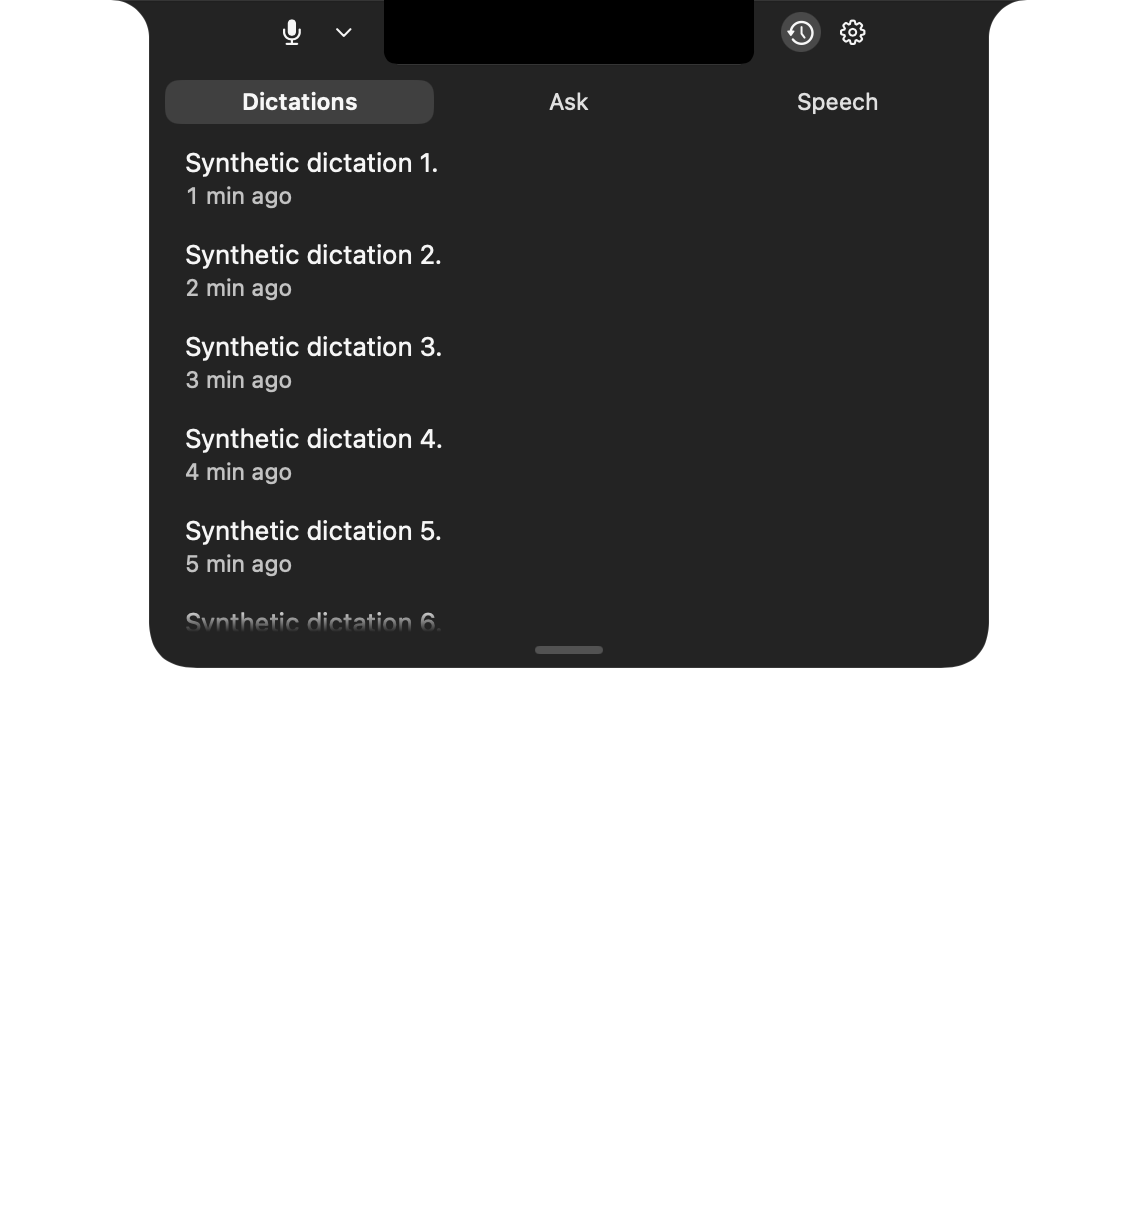 Dictations
Ask
Speech
Synthetic dictation 1.
1 min ago
Synthetic dictation 2.
2 min ago
Synthetic dictation 3.
3 min ago
Synthetic dictation 4.
4 min ago
Synthetic dictation 5.
5 min ago
Synthetic dictation 6.